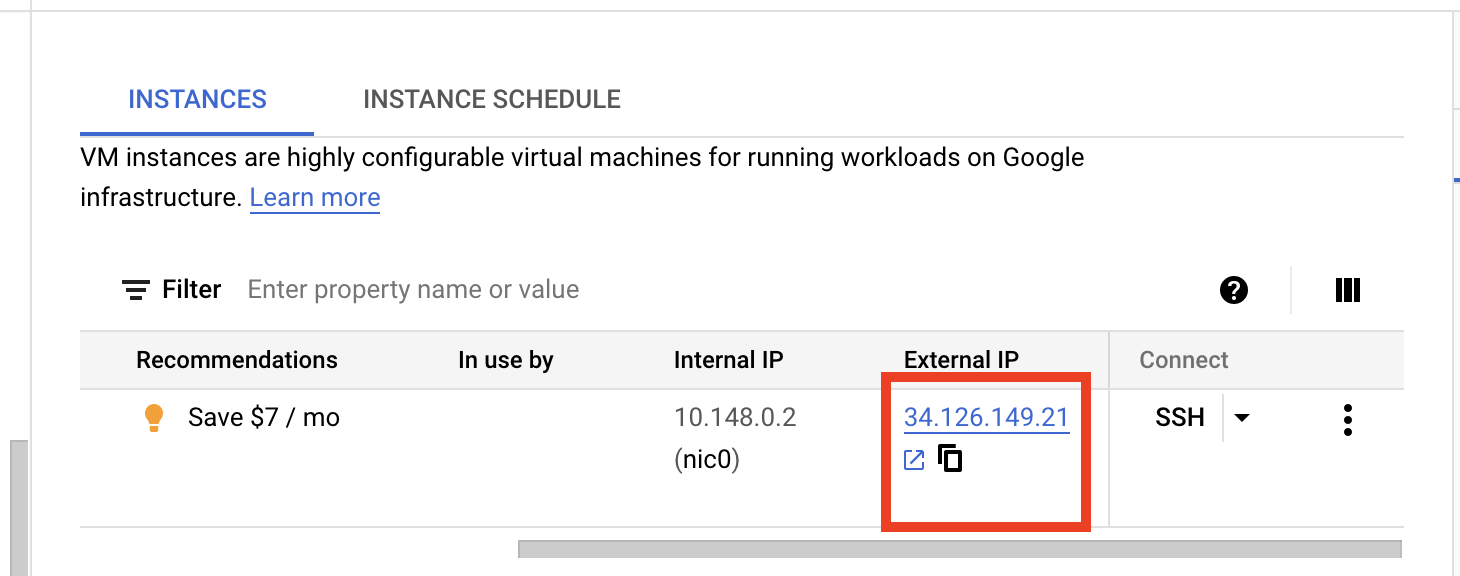 INSTANCES INSTANCE SCHEDULE
VM instances are highly configurable virtual machines for running workloads on Google
infrastructure. Learn more
Filter Enter property name or value
Recommendations In use by Internal IP External IP Connect
Save $7 / mo 10.148.0.2 34.126.149.21 SSH
(nic0)